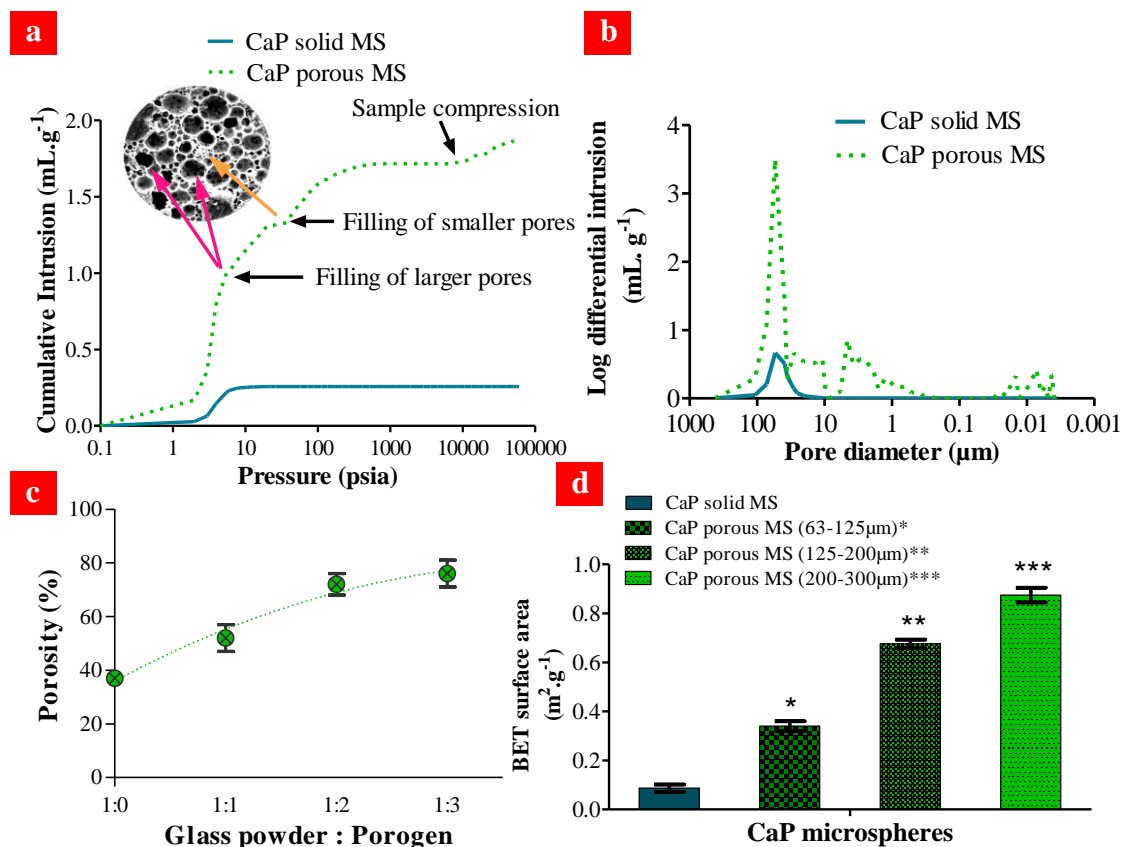 a
CaP solid MS
CaP porous MS
Sample compression
Filling of smaller pores
Filling of larger pores
Cumulative Intrusion (mL.g-1)
2.0
1.5
1.0
0.5
0.0
0.1
1
10
100
1000
10000
100000
Pressure (psia)
b
CaP solid MS
CaP porous MS
Log differential intrusion
(mL. g-1)
4
3
2
1
0
1000
100
10
1
0.1
0.01
0.001
Pore diameter (µm)
c
Porosity (%)
100
80
60
40
20
0
1:0
1:1
1:2
1:3
Glass powder : Porogen
d
CaP solid MS
CaP porous MS (63-125µm)*
CaP porous MS (125-200µm)**
CaP porous MS (200-300µm)***
BET surface area
(m2.g-1)
1.0
0.8
0.6
0.4
0.2
0.0
*
**
***
CaP microspheres